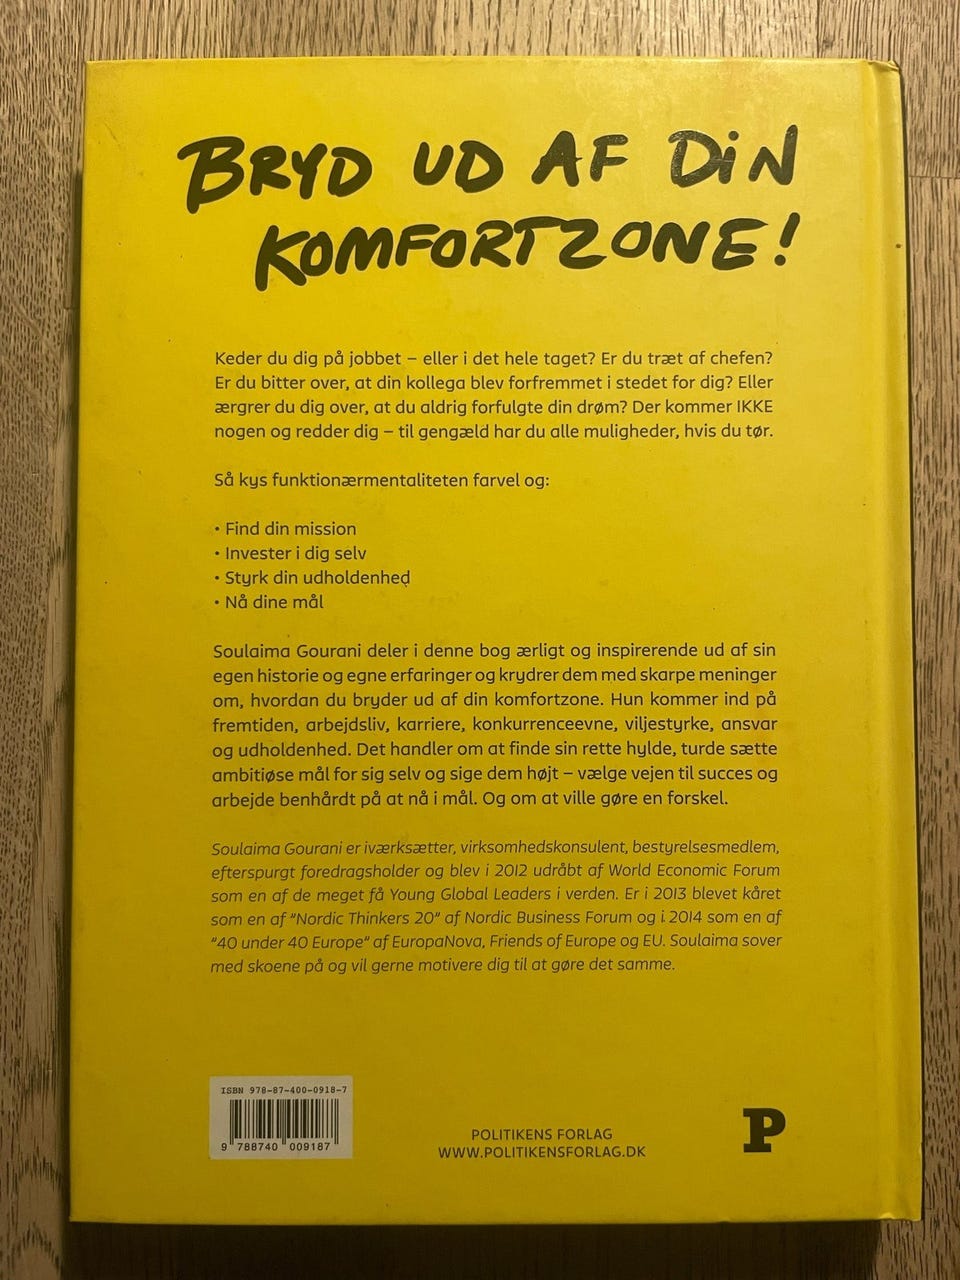 BRYD UD AF DiN
KOMFORTZONE!
Keder du dig på jobbet – eller i det hele taget? Er du træt af chefen?
Er du bitter over, at din kollega blev forfremmet i stedet for dig? Eller
ærgrer du dig over, at du aldrig forfulgte din drøm? Der kommer IKKE
nogen og redder dig – til gengæld har du alle muligheder, hvis du tør.
Så kys funktionærmentaliteten farvel og:
• Find din mission
• Invester i dig selv
• Styrk din udholdenhed
• Nå dine mål
Soulaima Gourani deler i denne bog ærligt og inspirerende ud af sin
egen historie og egne erfaringer og krydrer dem med skarpe meninger
om, hvordan du bryder ud af din komfortzone. Hun kommer ind på
fremtiden, arbejdsliv, karriere, konkurrenceevne, viljestyrke, ansvar
og udholdenhed. Det handler om at finde sin rette hylde, turde sætte
ambitiøse mål for sig selv og sige dem højt – vælge vejen til succes og
arbejde benhårdt på at nå i mål. Og om at ville gøre en forskel.
Soulaima Gourani er iværksætter, virksomhedskonsulent, bestyrelsesmedlem,
efterspurgt foredragsholder og blev i 2012 udråbt af World Economic Forum
som en af de meget få Young Global Leaders i verden. Er i 2013 blevet kåret
som en af "Nordic Thinkers 20" af Nordic Business Forum og i 2014 som en af
"40 under 40 Europe" af EuropaNova, Friends of Europe og EU. Soulaima sover
med skoene på og vil gerne motivere dig til at gøre det samme.
ISBN 978-87-400-0918-7
9 788740 009187
POLITIKENS FORLAG
WWW.POLITIKENSFORLAG.DK
P